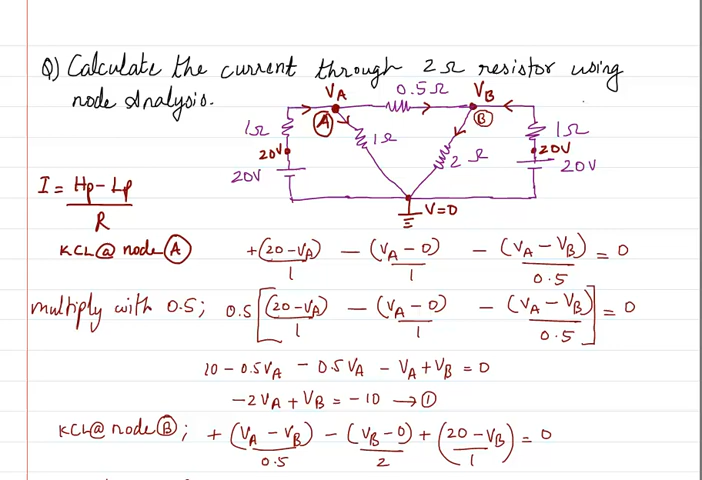 Q) Calculate the current through 2Ω resistor using
node Analysis.
VA 0.5Ω VB
A B
1Ω 1Ω 2Ω 1Ω
20V 20V
20V 20V
V=0
I = (Hp - Lp)/R
KCL@ node A +(20-VA)/1 - (VA-0)/1 - (VA-VB)/0.5 = 0
multiply with 0.5; 0.5[(20-VA)/1 - (VA-0)/1 - (VA-VB)/0.5] = 0
10 - 0.5VA - 0.5VA - VA + VB = 0
-2VA + VB = -10 → ①
KCL@ node B; +(VA-VB)/0.5 - (VB-0)/2 + (20-VB)/1 = 0